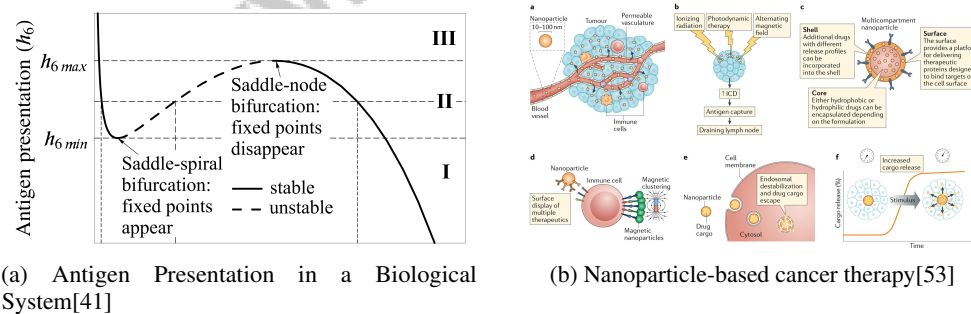 Antigen presentation (h6)
h6 max
h6 min
III
II
I
Saddle-node
bifurcation:
fixed points
disappear
Saddle-spiral
bifurcation:
fixed points
appear
stable
unstable
(a) Antigen Presentation in a Biological
System[41]
a
Nanoparticle
10–100 nm
Tumour
Permeable
vasculature
Blood
vessel
Immune
cells
b
Ionizing
radiation
Photodynamic
therapy
Alternating
magnetic
field
↑ICD
Antigen capture
Draining lymph node
c
Multicompartment
nanoparticle
Shell
Additional drugs
with different
release profiles
can be
incorporated
into the shell
Surface
The surface
provides a platfo
for delivering
therapeutic
proteins designe
to bind targets o
the cell surface
Core
Either hydrophobic or
hydrophilic drugs can be
encapsulated depending
on the formulation
d
Nanoparticle
Immune cell
Magnetic
clustering
Surface
display of
multiple
therapeutics
Magnetic
nanoparticles
e
Cell
membrane
Nanoparticle
Endosomal
destabilization
and drug cargo
escape
Drug
cargo
Cytosol
f
Increased
cargo release
Cargo release (%)
Stimulus
Time
(b) Nanoparticle-based cancer therapy[53]